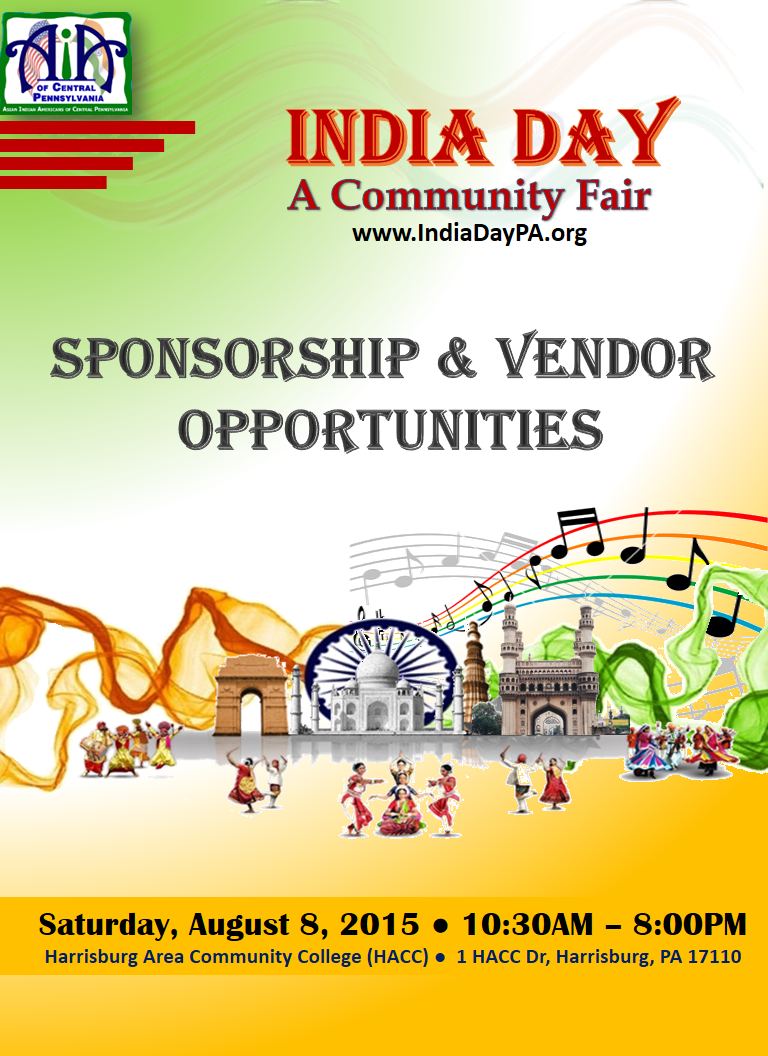 AiA
OF CENTRAL
PENNSYLVANIA
ASIAN INDIAN AMERICANS OF CENTRAL PENNSYLVANIA
INDIA DAY
A Community Fair
www.IndiaDayPA.org
SPONSORSHIP & VENDOR
OPPORTUNITIES
Saturday, August 8, 2015 ● 10:30AM – 8:00PM
Harrisburg Area Community College (HACC) ● 1 HACC Dr, Harrisburg, PA 17110